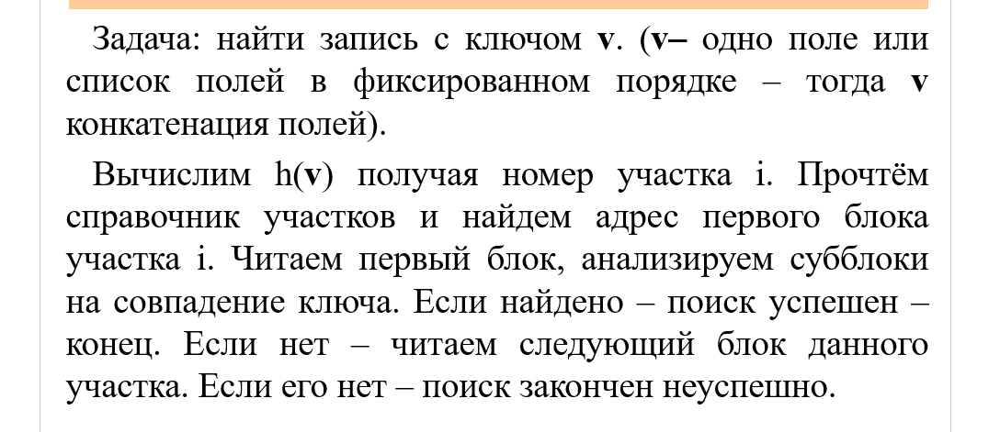 Задача: найти запись с ключом v. (v– одно поле или
список полей в фиксированном порядке – тогда v
конкатенация полей).
Вычислим h(v) получая номер участка i. Прочтём
справочник участков и найдем адрес первого блока
участка i. Читаем первый блок, анализируем субблоки
на совпадение ключа. Если найдено – поиск успешен –
конец. Если нет – читаем следующий блок данного
участка. Если его нет – поиск закончен неуспешно.